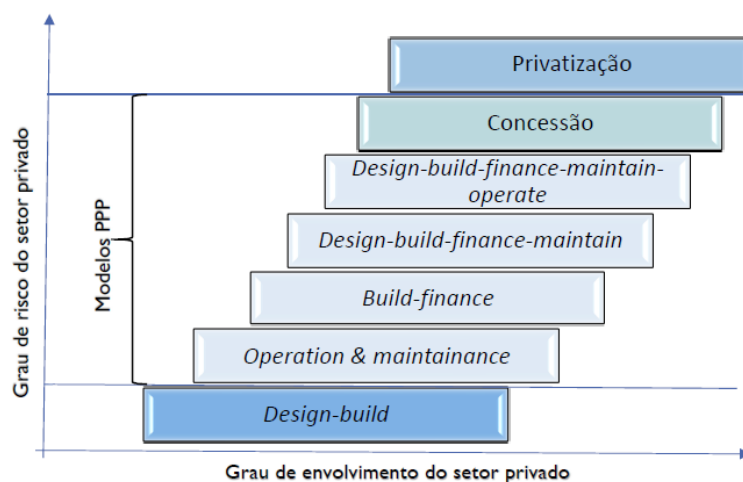 Privatização
Concessão
Design-build-finance-maintain-
operate
Design-build-finance-maintain
Build-finance
Operation & maintainance
Design-build
Modelos PPP
Grau de risco do setor privado
Grau de envolvimento do setor privado